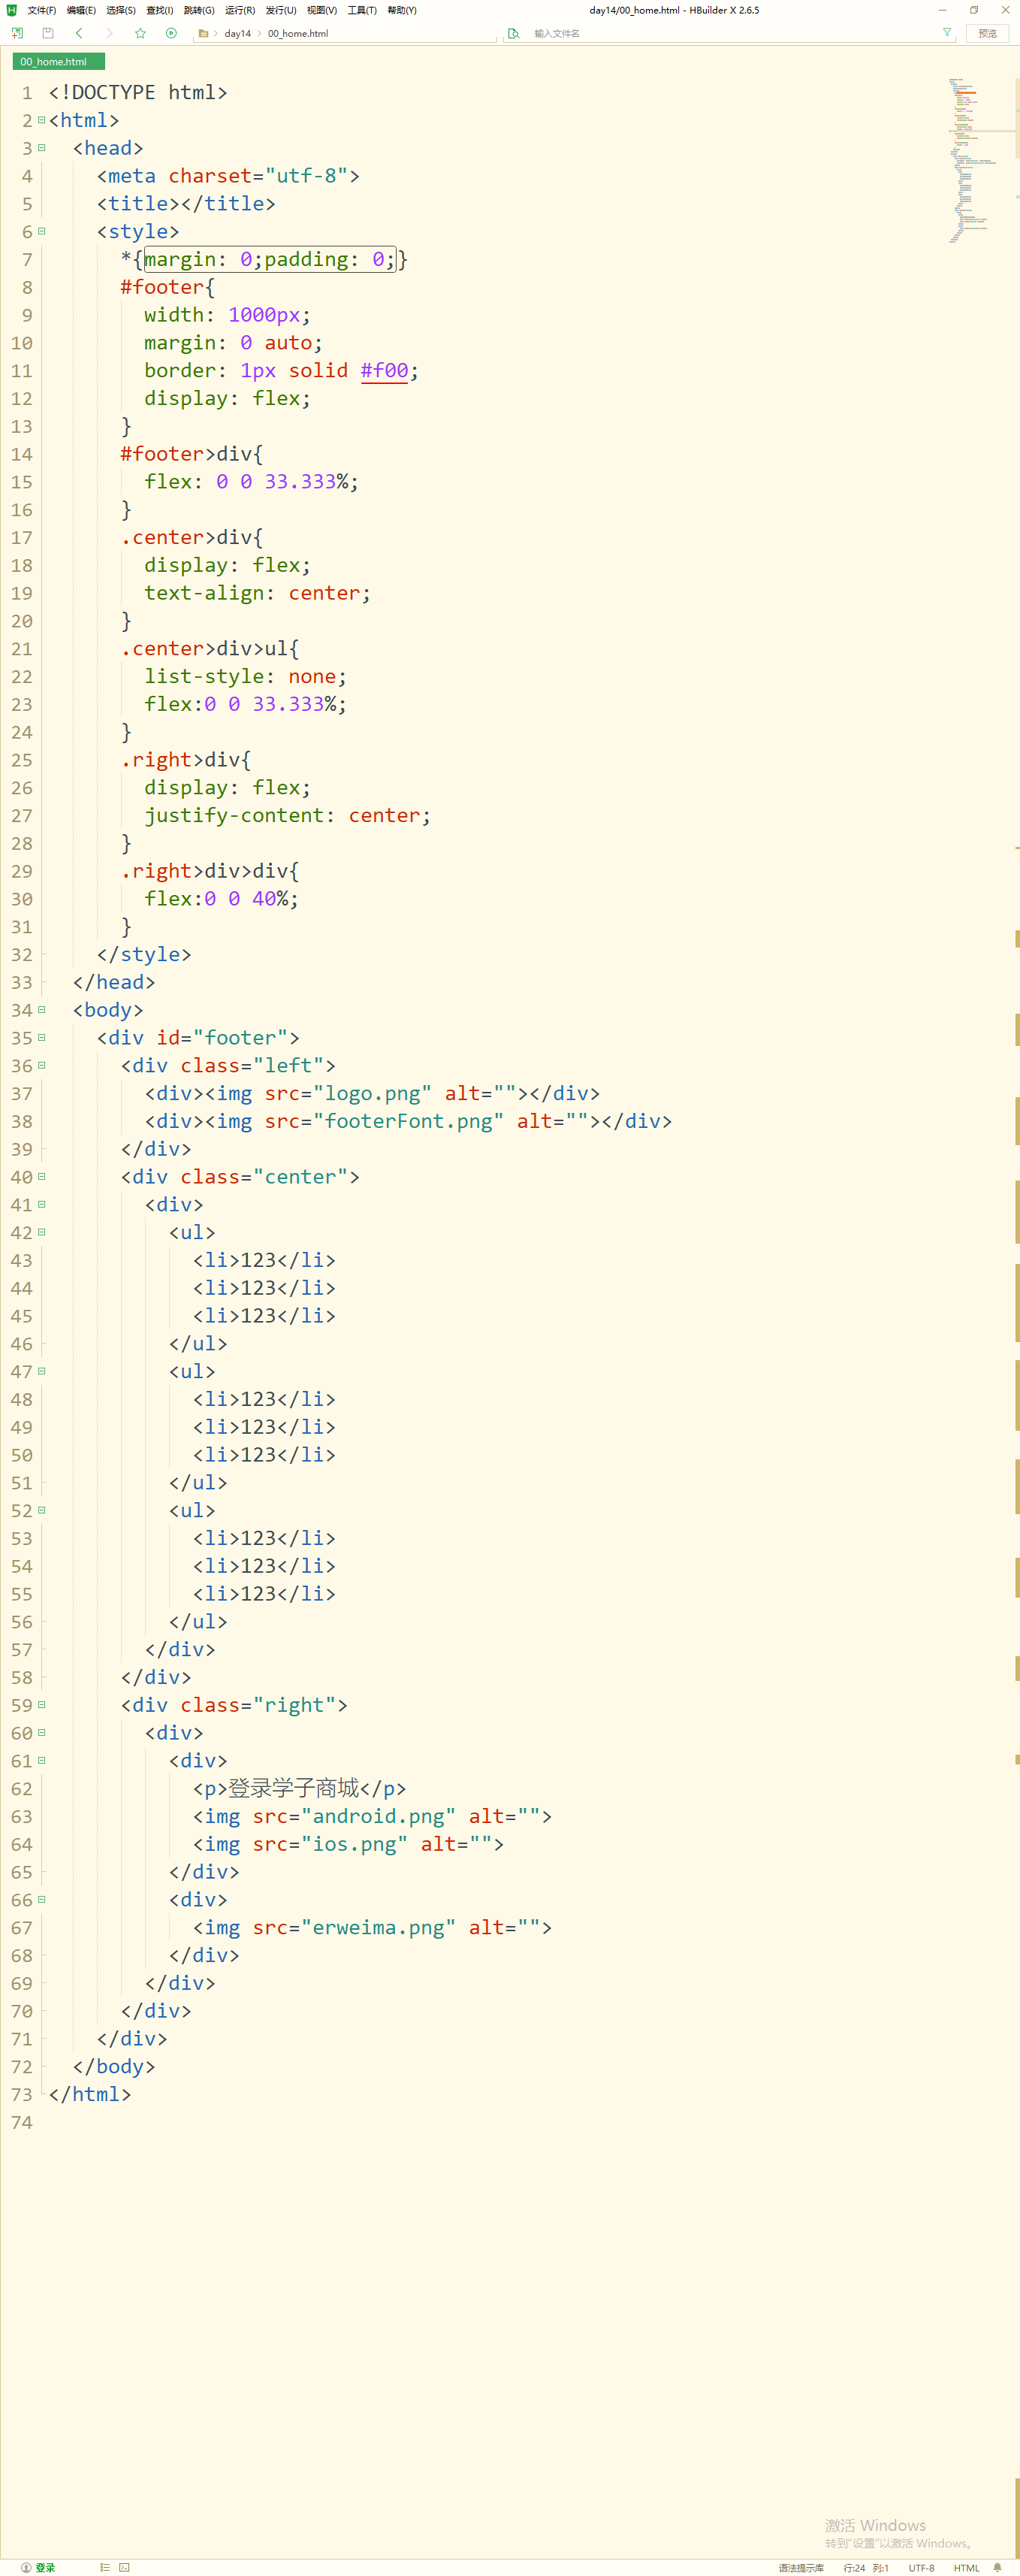 文件(F) 编辑(E) 选择(S) 查找(I) 跳转(G) 运行(R) 发行(U) 视图(V) 工具(T) 帮助(Y) day14/00_home.html - HBuilder X 2.6.5
day14 00_home.html 输入文件名 预览
00_home.html
1 <!DOCTYPE html>
2 <html>
3 <head>
4 <meta charset="utf-8">
5 <title></title>
6 <style>
7 *{margin: 0;padding: 0;}
8 #footer{
9 width: 1000px;
10 margin: 0 auto;
11 border: 1px solid #f00;
12 display: flex;
13 }
14 #footer>div{
15 flex: 0 0 33.333%;
16 }
17 .center>div{
18 display: flex;
19 text-align: center;
20 }
21 .center>div>ul{
22 list-style: none;
23 flex:0 0 33.333%;
24 }
25 .right>div{
26 display: flex;
27 justify-content: center;
28 }
29 .right>div>div{
30 flex:0 0 40%;
31 }
32 </style>
33 </head>
34 <body>
35 <div id="footer">
36 <div class="left">
37 <div><img src="logo.png" alt=""></div>
38 <div><img src="footerFont.png" alt=""></div>
39 </div>
40 <div class="center">
41 <div>
42 <ul>
43 <li>123</li>
44 <li>123</li>
45 <li>123</li>
46 </ul>
47 <ul>
48 <li>123</li>
49 <li>123</li>
50 <li>123</li>
51 </ul>
52 <ul>
53 <li>123</li>
54 <li>123</li>
55 <li>123</li>
56 </ul>
57 </div>
58 </div>
59 <div class="right">
60 <div>
61 <div>
62 <p>登录学子商城</p>
63 <img src="android.png" alt="">
64 <img src="ios.png" alt="">
65 </div>
66 <div>
67 <img src="erweima.png" alt="">
68 </div>
69 </div>
70 </div>
71 </div>
72 </body>
73 </html>
74
激活 Windows
转到"设置"以激活 Windows。
登录 语法提示库 行:24 列:1 UTF-8 HTML